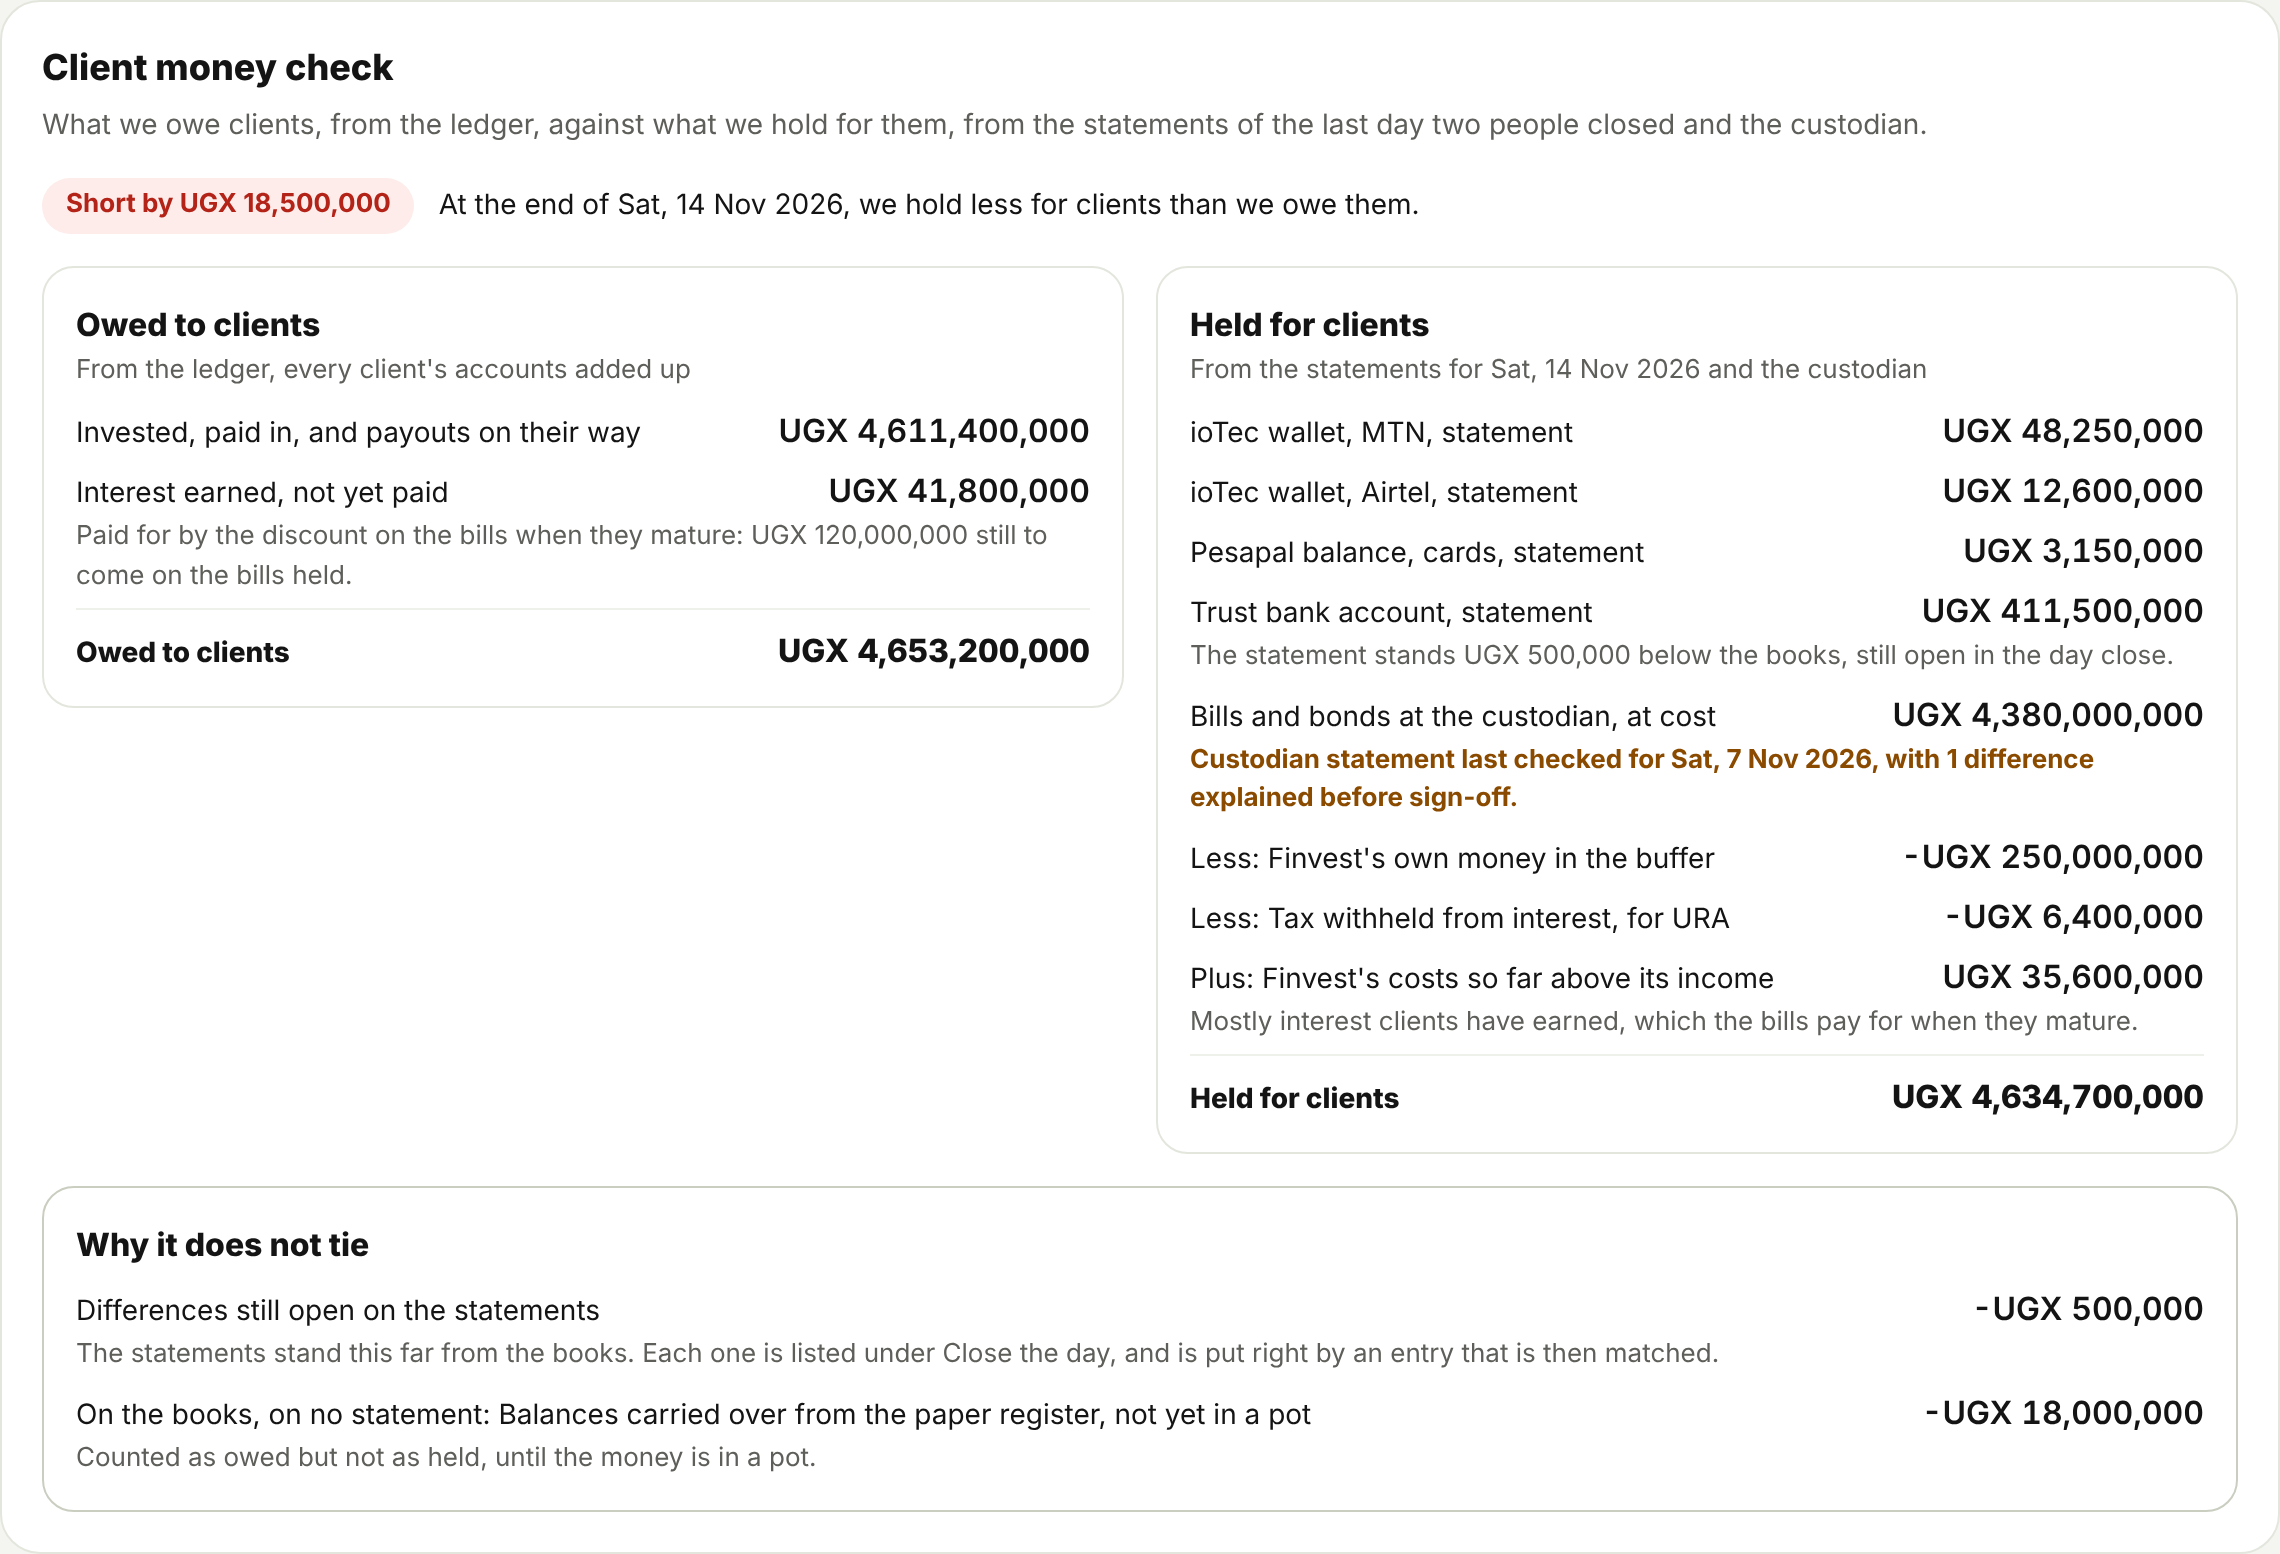 Client money check
What we owe clients, from the ledger, against what we hold for them, from the statements of the last day two people closed and the custodian.
Short by UGX 18,500,000
At the end of Sat, 14 Nov 2026, we hold less for clients than we owe them.
Owed to clients
From the ledger, every client's accounts added up
Invested, paid in, and payouts on their way UGX 4,611,400,000
Interest earned, not yet paid UGX 41,800,000
Paid for by the discount on the bills when they mature: UGX 120,000,000 still to
come on the bills held.
Owed to clients UGX 4,653,200,000
Held for clients
From the statements for Sat, 14 Nov 2026 and the custodian
ioTec wallet, MTN, statement UGX 48,250,000
ioTec wallet, Airtel, statement UGX 12,600,000
Pesapal balance, cards, statement UGX 3,150,000
Trust bank account, statement UGX 411,500,000
The statement stands UGX 500,000 below the books, still open in the day close.
Bills and bonds at the custodian, at cost UGX 4,380,000,000
Custodian statement last checked for Sat, 7 Nov 2026, with 1 difference
explained before sign-off.
Less: Finvest's own money in the buffer -UGX 250,000,000
Less: Tax withheld from interest, for URA -UGX 6,400,000
Plus: Finvest's costs so far above its income UGX 35,600,000
Mostly interest clients have earned, which the bills pay for when they mature.
Held for clients UGX 4,634,700,000
Why it does not tie
Differences still open on the statements -UGX 500,000
The statements stand this far from the books. Each one is listed under Close the day, and is put right by an entry that is then matched.
On the books, on no statement: Balances carried over from the paper register, not yet in a pot -UGX 18,000,000
Counted as owed but not as held, until the money is in a pot.